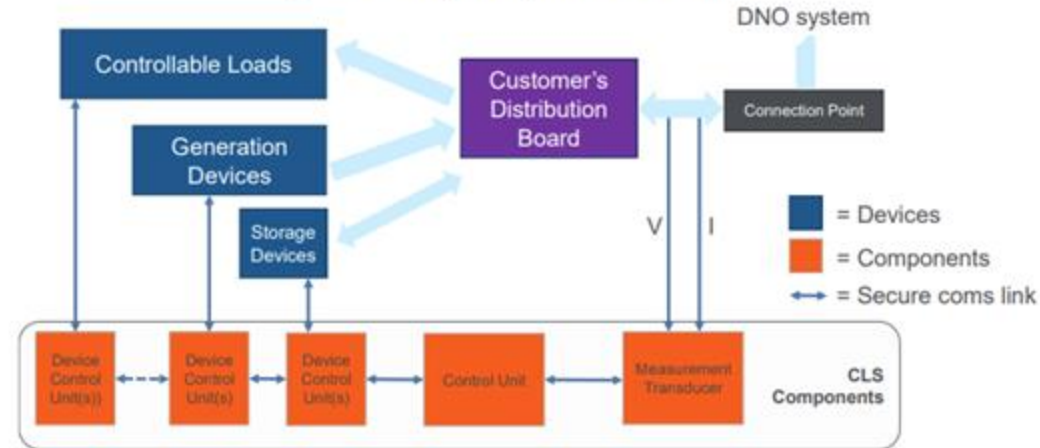 DNO system
Controllable Loads
Customer's
Distribution
Board
Connection Point
Generation
Devices
Storage
Devices
V
I
= Devices
= Components
= Secure coms link
Device
Control
Unit(s))
Device
Control
Unit(s)
Device
Control
Unit(s)
Control Unit
Measurement
Transducer
CLS
Components